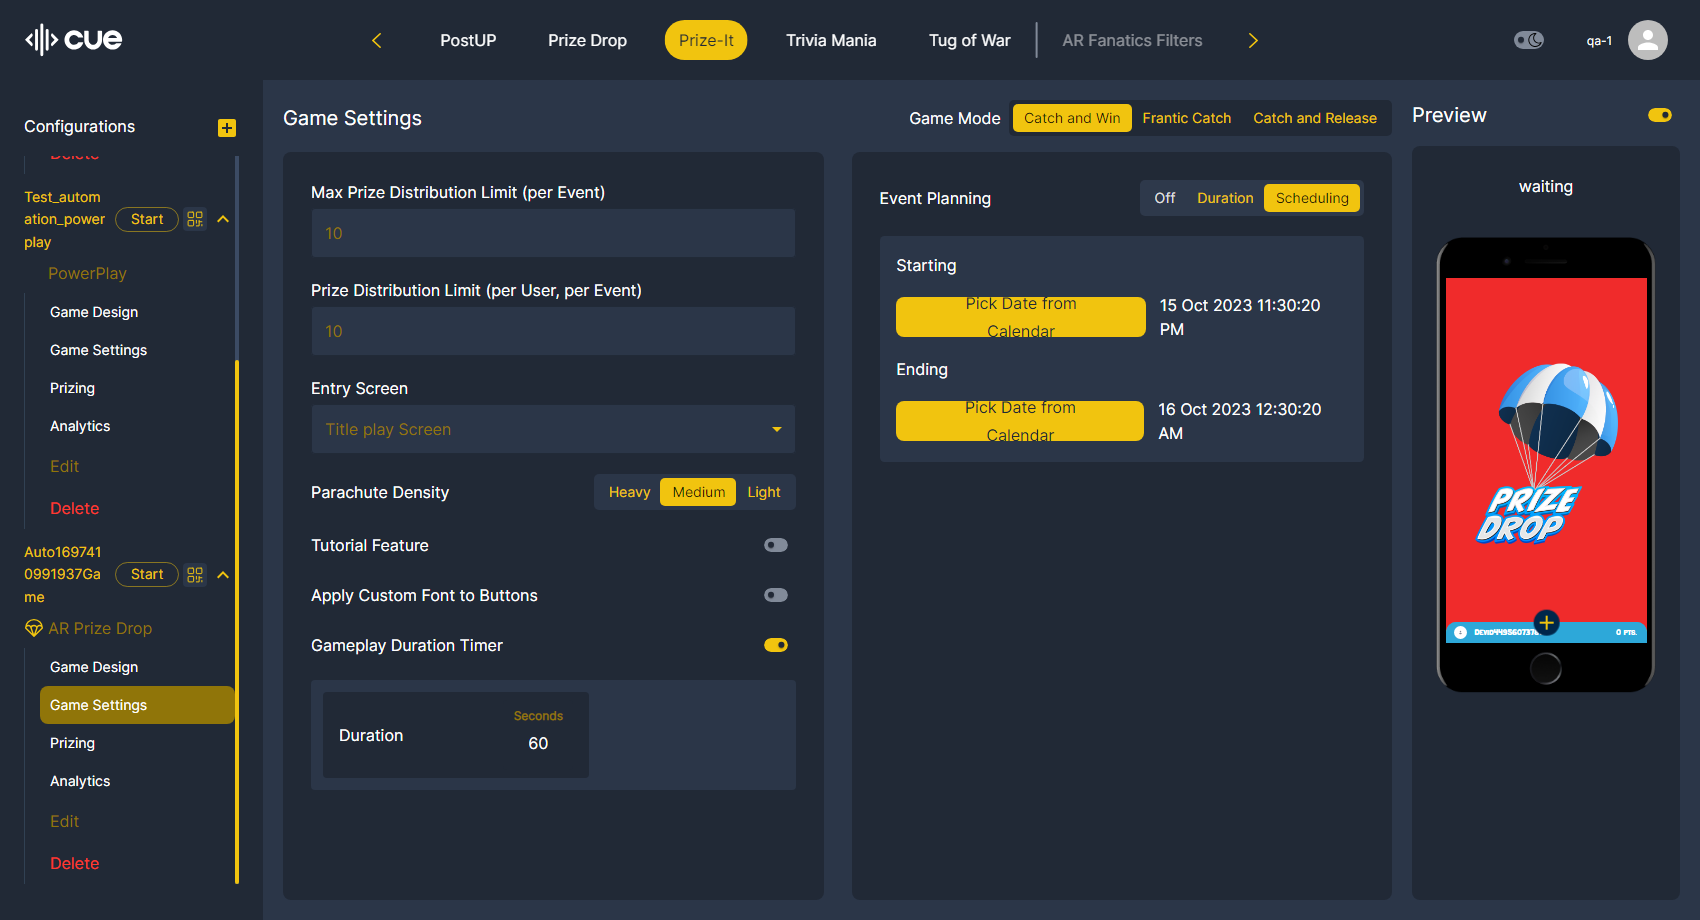 cue
PostUP
Prize Drop
Prize-It
Trivia Mania
Tug of War
AR Fanatics Filters
qa-1
Configurations
Delete
Test_autom
ation_power
play
Start
PowerPlay
Game Design
Game Settings
Prizing
Analytics
Edit
Delete
Auto169741
0991937Ga
me
Start
AR Prize Drop
Game Design
Game Settings
Prizing
Analytics
Edit
Delete
Game Settings
Game Mode
Catch and Win
Frantic Catch
Catch and Release
Max Prize Distribution Limit (per Event)
10
Prize Distribution Limit (per User, per Event)
10
Entry Screen
Title play Screen
Parachute Density
Heavy
Medium
Light
Tutorial Feature
Apply Custom Font to Buttons
Gameplay Duration Timer
Duration
Seconds
60
Event Planning
Off
Duration
Scheduling
Starting
Pick Date from
Calendar
15 Oct 2023 11:30:20
PM
Ending
Pick Date from
Calendar
16 Oct 2023 12:30:20
AM
Preview
waiting
PRIZE
DROP
0 PTS.